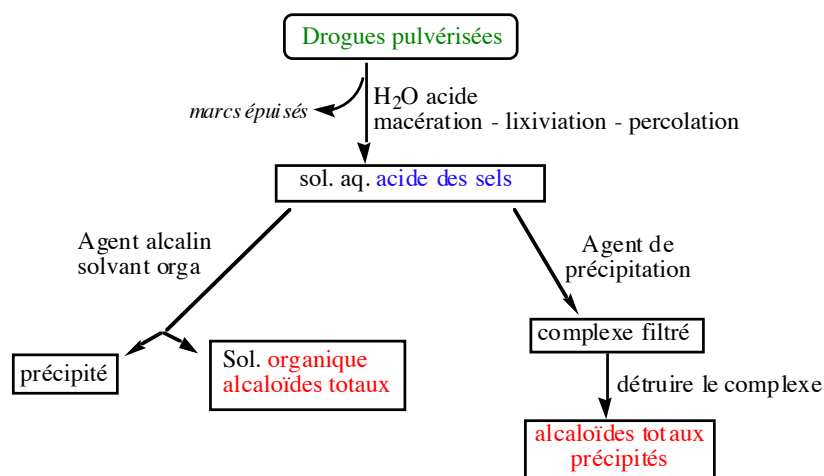 Drogues pulvérisées
marcs épuisés
H₂O acide
macération - lixiviation - percolation
sol. aq. acide des sels
Agent alcalin
solvant orga
Agent de
précipitation
précipité
Sol. organique
alcaloïdes totaux
complexe filtré
détruire le complexe
alcaloïdes totaux
précipités